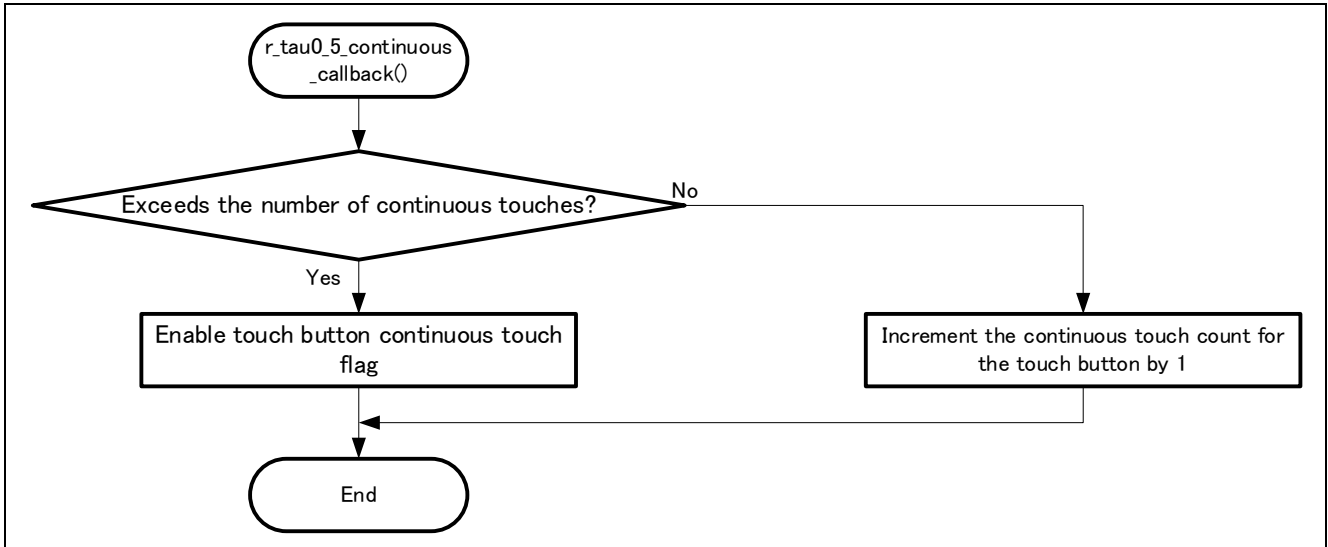 r_tau0_5_continuous
_callback()
Exceeds the number of continuous touches?
No
Yes
Enable touch button continuous touch
flag
Increment the continuous touch count for
the touch button by 1
End